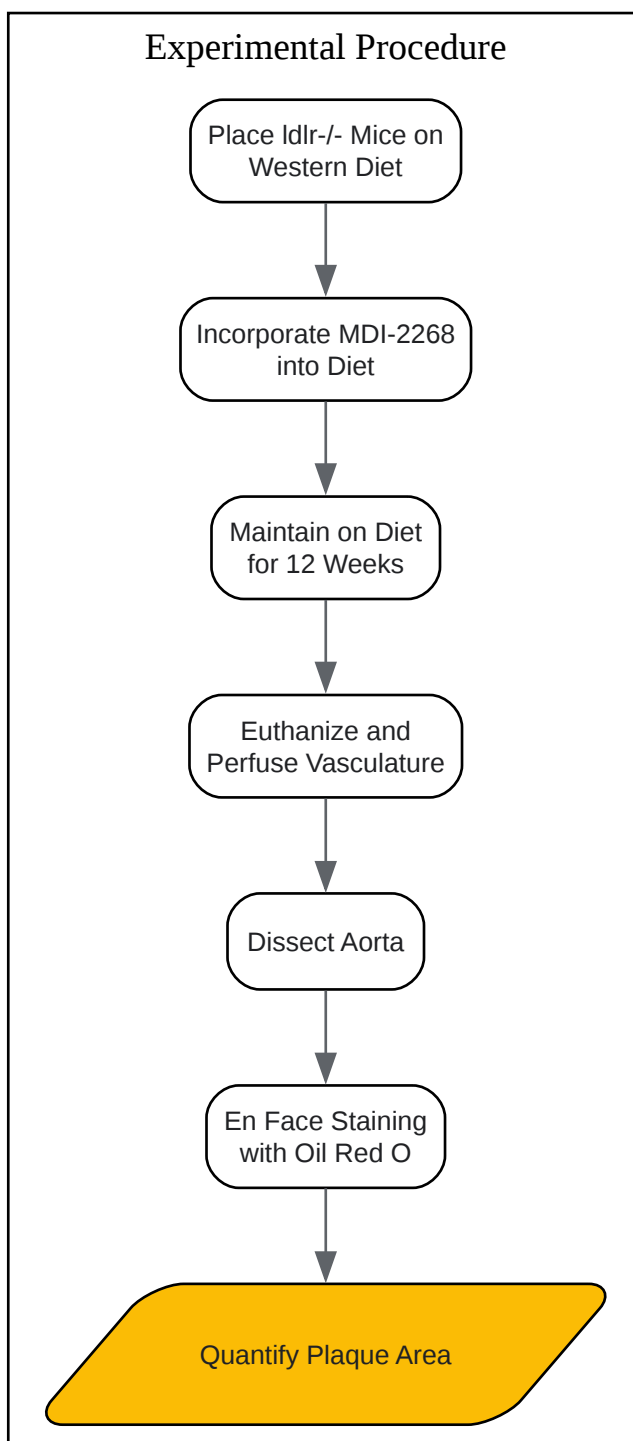 Experimental Procedure
Place ldlr-/- Mice on
Western Diet
Incorporate MDI-2268
into Diet
Maintain on Diet
for 12 Weeks
Euthanize and
Perfuse Vasculature
Dissect Aorta
En Face Staining
with Oil Red O
Quantify Plaque Area